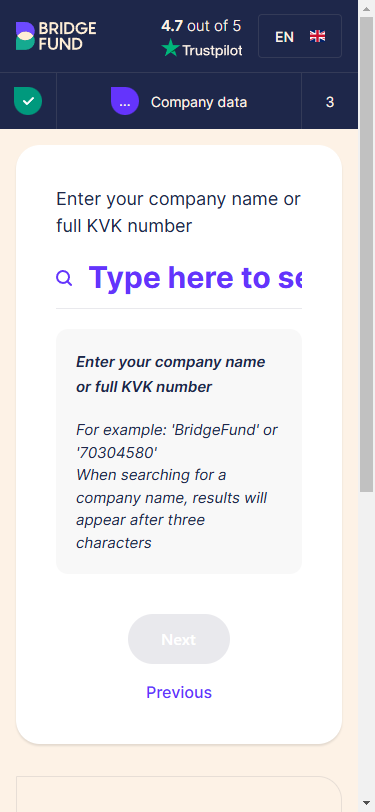 BRIDGE
FUND
4.7 out of 5
Trustpilot
EN
... Company data
3
Enter your company name or
full KVK number
Type here to se
Enter your company name
or full KVK number
For example: 'BridgeFund' or
'70304580'
When searching for a
company name, results will
appear after three
characters
Next
Previous